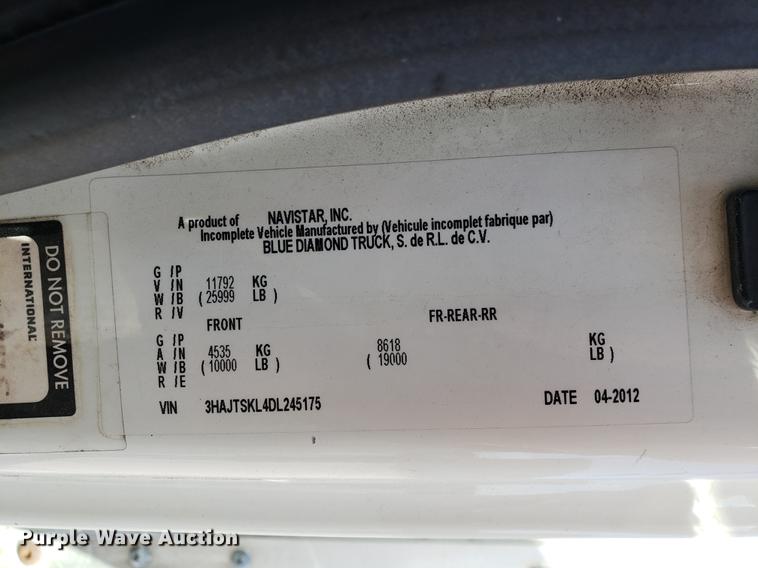 A product of NAVISTAR, INC.
Incomplete Vehicle Manufactured by (Vehicule incomplet fabrique par)
BLUE DIAMOND TRUCK, S. de R.L. de C.V.
G /P
V /N 11792 KG
W /B ( 25999 LB )
R /V
FRONT FR-REAR-RR
G /P
A /N 4535 KG 8618 KG
W /B ( 10000 LB ) ( 19000 LB )
R /E
VIN 3HAJTSKL4DL245175 DATE 04-2012
DO NOT REMOVE
INTERNATIONAL
Purple Wave Auction